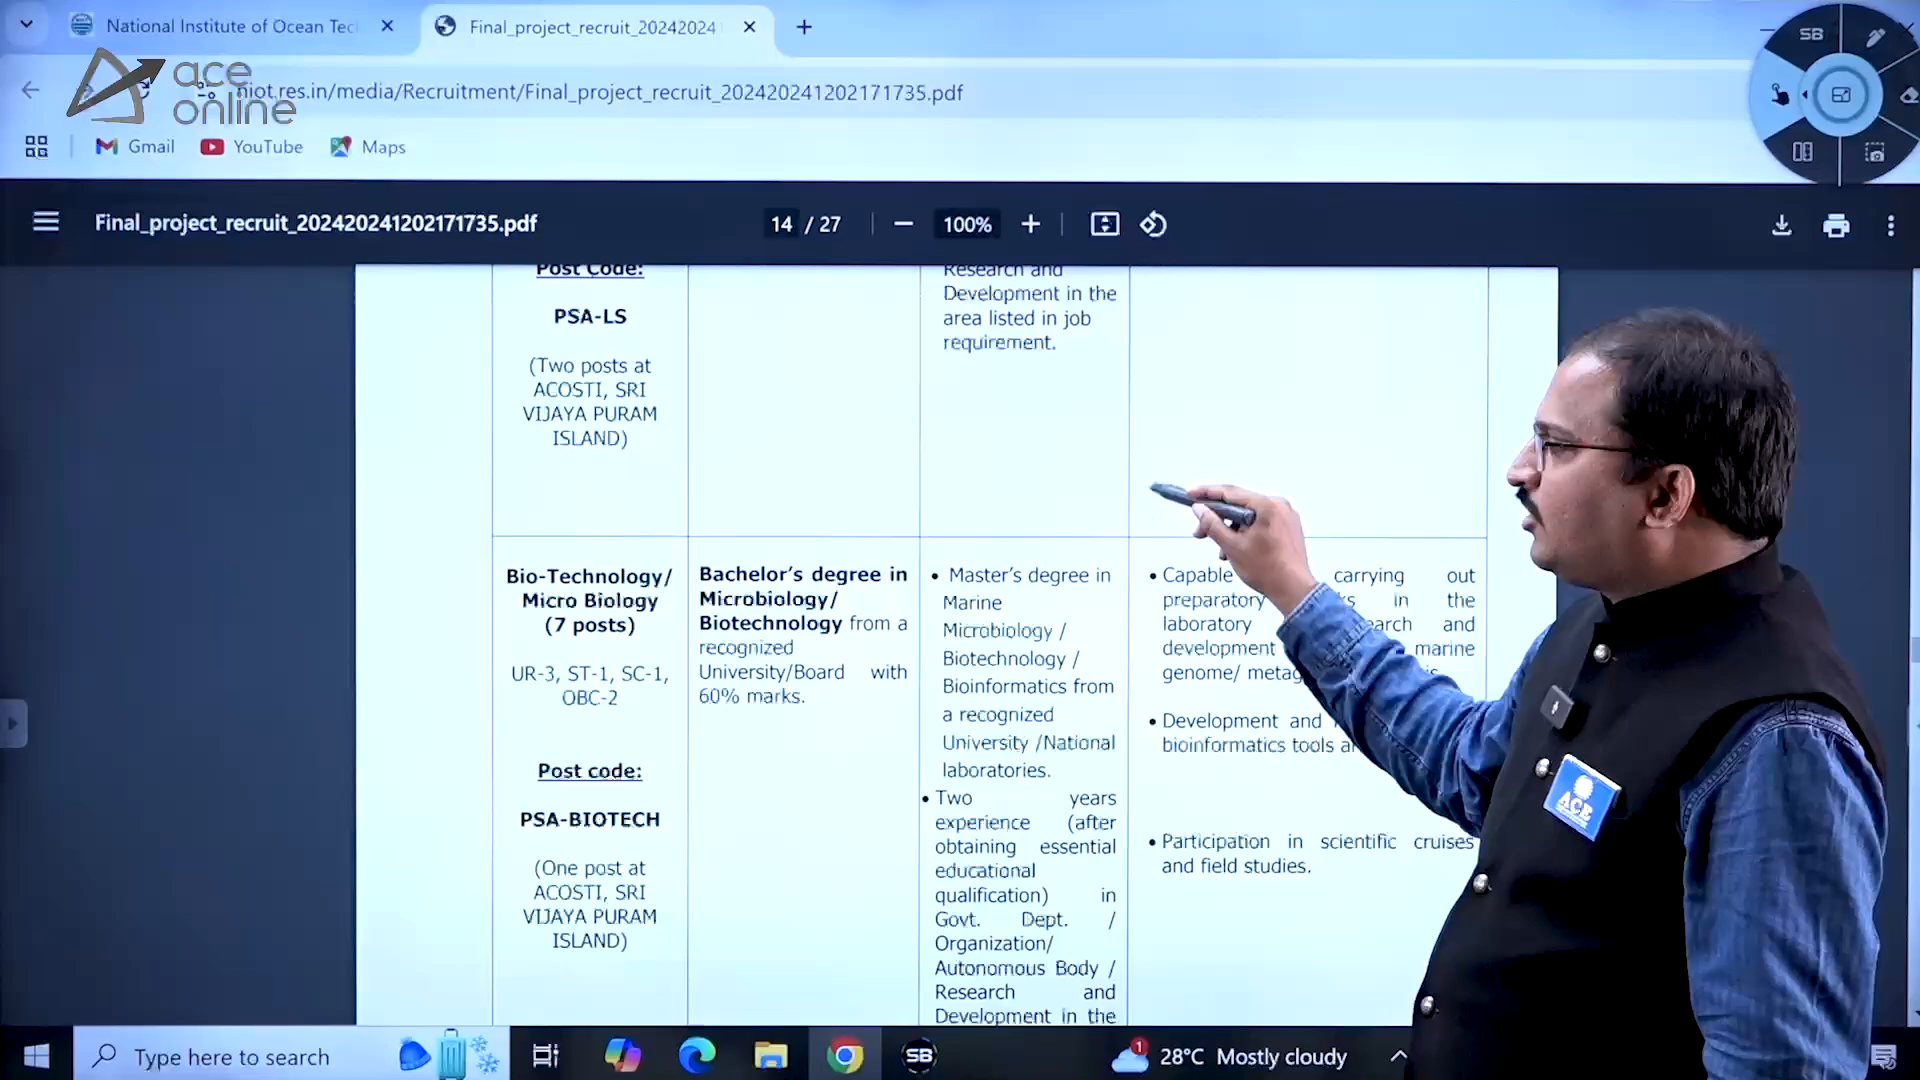 National Institute of Ocean Tec
Final_project_recruit_20242024
ace
online
niot.res.in/media/Recruitment/Final_project_recruit_202420241202171735.pdf
SB
Gmail
YouTube
Maps
Final_project_recruit_202420241202171735.pdf
14 / 27
100%
Post Code:
PSA-LS
(Two posts at
ACOSTI, SRI
VIJAYA PURAM
ISLAND)
Research and
Development in the
area listed in job
requirement.
Bio-Technology/
Micro Biology
(7 posts)
UR-3, ST-1, SC-1,
OBC-2
Post code:
PSA-BIOTECH
(One post at
ACOSTI, SRI
VIJAYA PURAM
ISLAND)
Bachelor's degree in
Microbiology/
Biotechnology from a
recognized
University/Board with
60% marks.
• Master's degree in
Marine
Microbiology /
Biotechnology /
Bioinformatics from
a recognized
University /National
laboratories.
• Two years
experience (after
obtaining essential
educational
qualification) in
Govt. Dept. /
Organization/
Autonomous Body /
Research and
Development in the
• Capable carrying out
preparatory in the
laboratory and
development marine
genome/
• Development and
bioinformatics tools
• Participation in scientific cruises
and field studies.
ACE
Type here to search
SB
1
28°C Mostly cloudy